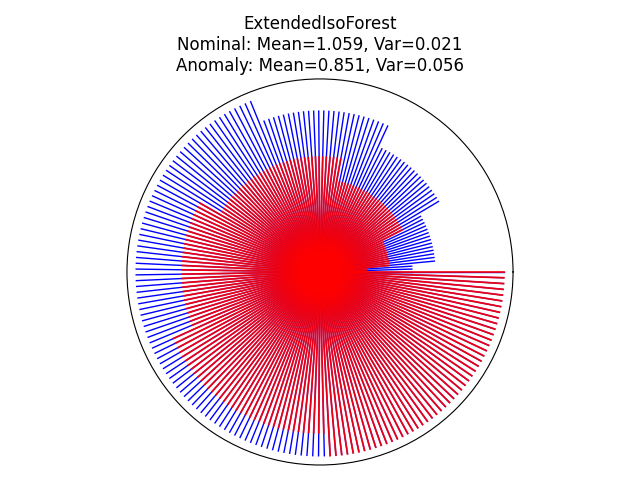 ExtendedIsoForest
Nominal: Mean=1.059, Var=0.021
Anomaly: Mean=0.851, Var=0.056